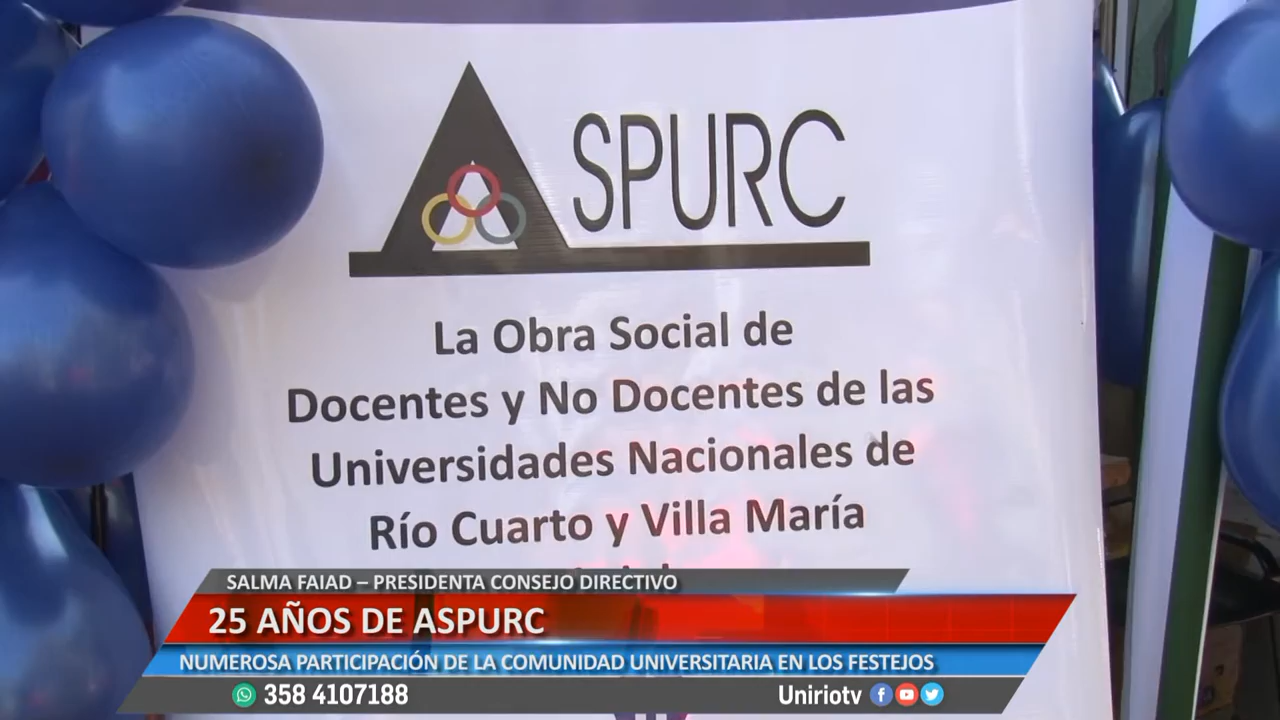 ASPURC
La Obra Social de
Docentes y No Docentes de las
Universidades Nacionales de
Río Cuarto y Villa María
SALMA FAIAD – PRESIDENTA CONSEJO DIRECTIVO
25 AÑOS DE ASPURC
NUMEROSA PARTICIPACIÓN DE LA COMUNIDAD UNIVERSITARIA EN LOS FESTEJOS
358 4107188
Uniriotv